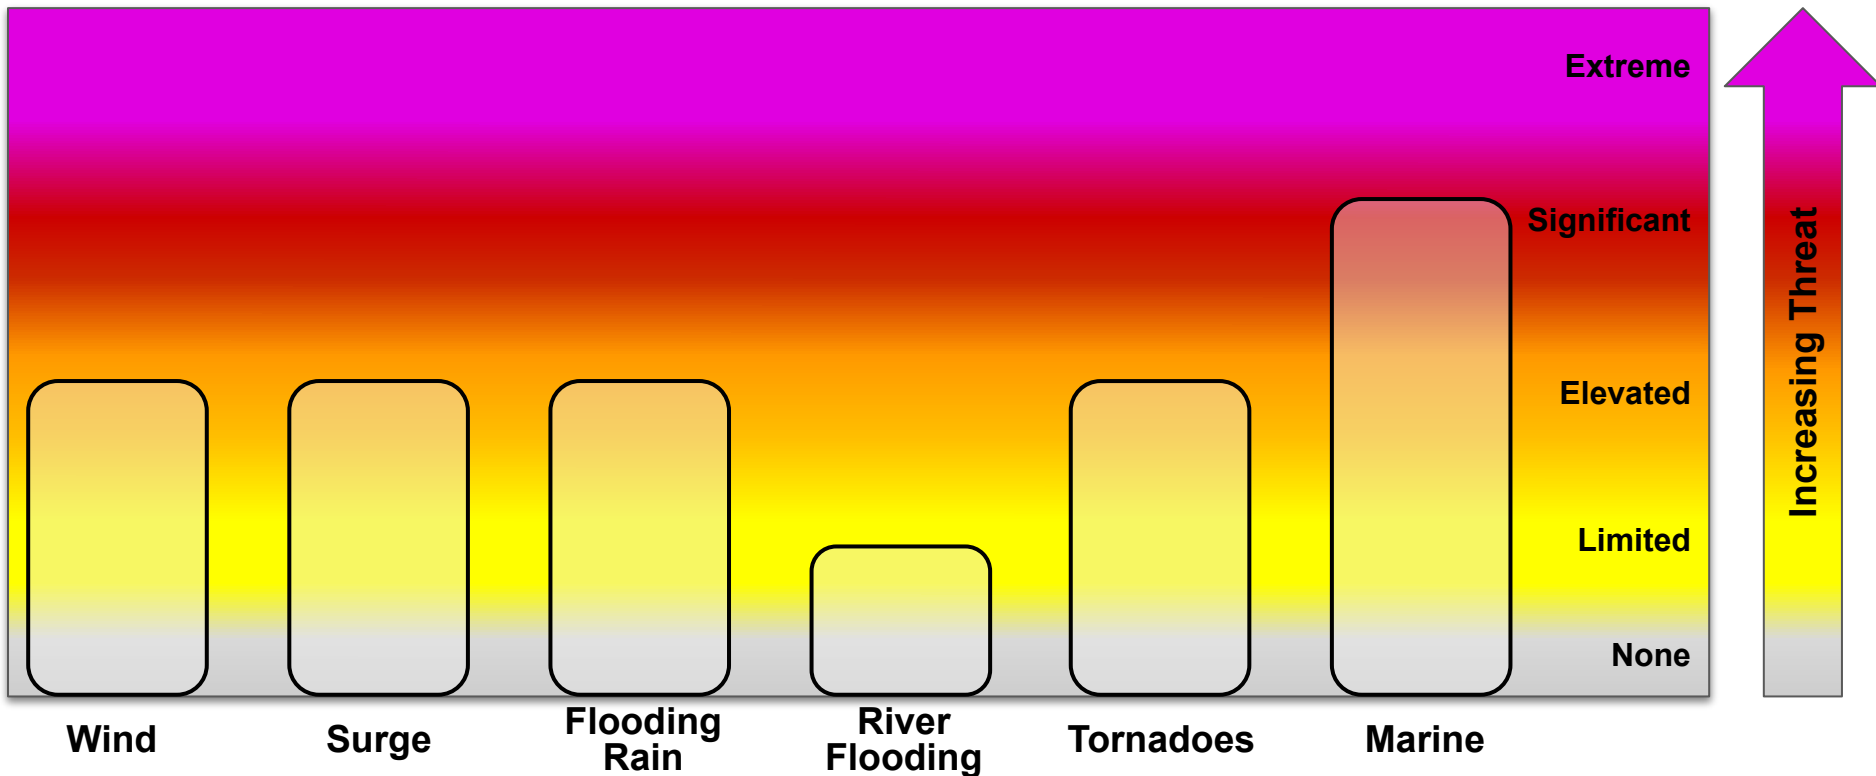 Extreme
Significant
Elevated
Limited
None
Increasing Threat
Wind
Surge
Flooding
Rain
River
Flooding
Tornadoes
Marine